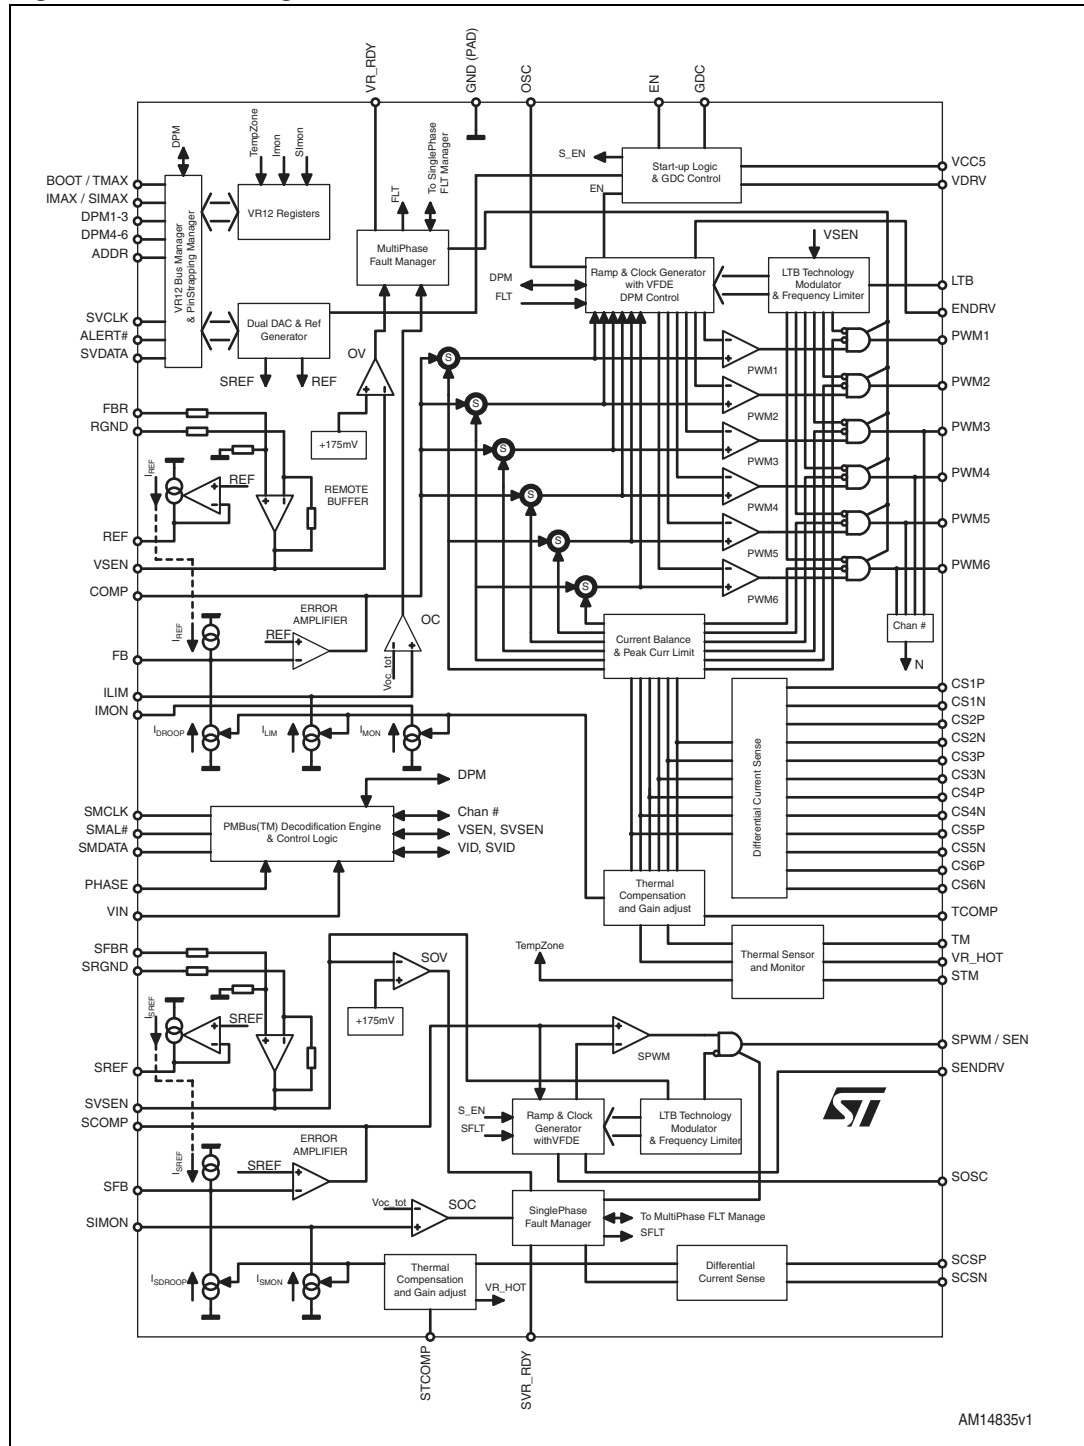 VR_RDY
GND (PAD)
OSC
EN
GDC
DPM
TempZone
Imon
SImon
FLT
To SinglePhase
FLT Manager
S_EN
Start-up Logic
& GDC Control
EN
VCC5
VDRV
BOOT / TMAX
IMAX / SIMAX
DPM1-3
DPM4-6
ADDR
SVCLK
ALERT#
SVDATA
VR12 Bus Manager
& PinStrapping Manager
VR12 Registers
MultiPhase
Fault Manager
DPM
FLT
Ramp & Clock Generator
with VFDE
DPM Control
VSEN
LTB Technology
Modulator
& Frequency Limiter
LTB
ENDRV
PWM1
PWM2
PWM3
PWM4
PWM5
PWM6
Dual DAC & Ref
Generator
SREF
REF
OV
+175mV
S
S
S
S
S
S
PWM1
PWM2
PWM3
PWM4
PWM5
PWM6
FBR
RGND
IREF
REF
REMOTE
BUFFER
REF
VSEN
COMP
ERROR
AMPLIFIER
REF
IREF
OC
Voc_tot
FB
ILIM
IMON
IDROOP
ILIM
IMON
Current Balance
& Peak Curr Limit
Chan #
N
Differential Current Sense
CS1P
CS1N
CS2P
CS2N
CS3P
CS3N
CS4P
CS4N
CS5P
CS5N
CS6P
CS6N
DPM
SMCLK
SMAL#
SMDATA
PMBus(TM) Decodification Engine
& Control Logic
Chan #
VSEN, SVSEN
VID, SVID
PHASE
VIN
Thermal
Compensation
and Gain adjust
TCOMP
TempZone
Thermal Sensor
and Monitor
TM
VR_HOT
STM
SFBR
SRGND
ISREF
SREF
SOV
+175mV
SREF
SVSEN
SCOMP
SPWM
SPWM / SEN
SENDRV
S_EN
SFLT
Ramp & Clock
Generator
withVFDE
LTB Technology
Modulator
& Frequency Limiter
ST
ERROR
AMPLIFIER
SREF
ISREF
SFB
SIMON
Voc_tot
SOC
SinglePhase
Fault Manager
To MultiPhase FLT Manage
SFLT
SOSC
ISDROOP
ISMON
Thermal
Compensation
and Gain adjust
VR_HOT
Differential
Current Sense
SCSP
SCSN
STCOMP
SVR_RDY
AM14835v1